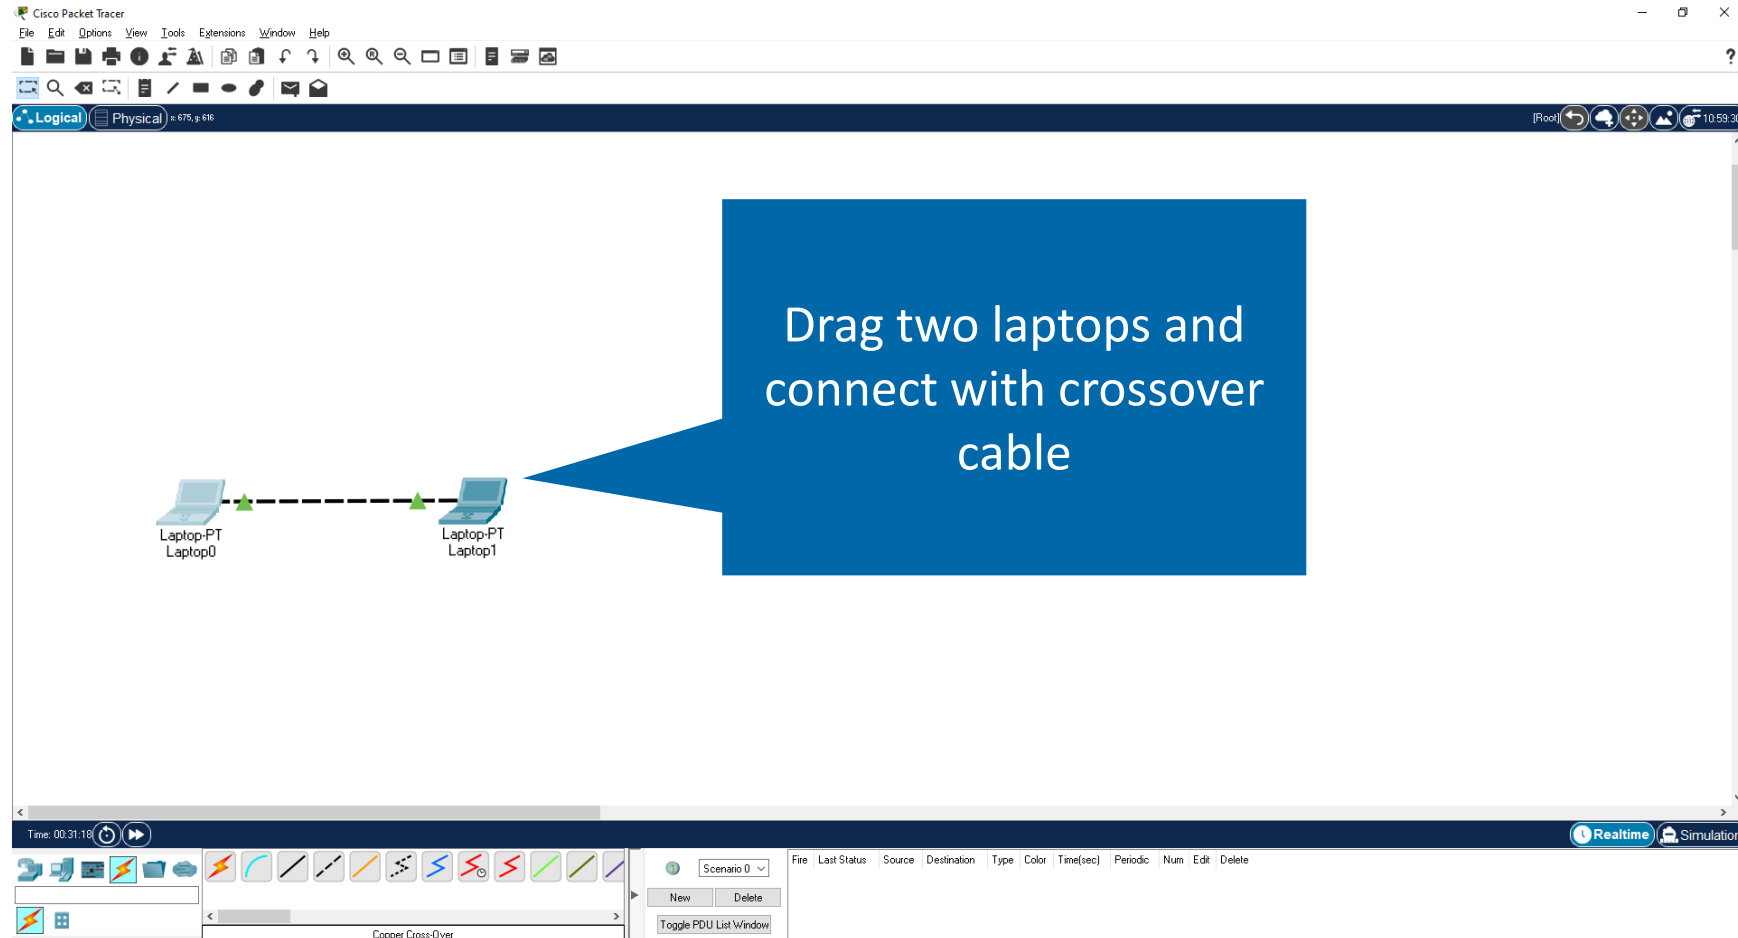 Cisco Packet Tracer
File Edit Options View Tools Extensions Window Help
?
Logical Physical x: 675, y: 616
[Root] 10:59:30
Drag two laptops and
connect with crossover
cable
Laptop-PT
Laptop0
Laptop-PT
Laptop1
Time: 00:31:18
Realtime Simulation
Scenario 0
Fire Last Status Source Destination Type Color Time(sec) Periodic Num Edit Delete
New Delete
Toggle PDU List Window
Copper Cross-Over